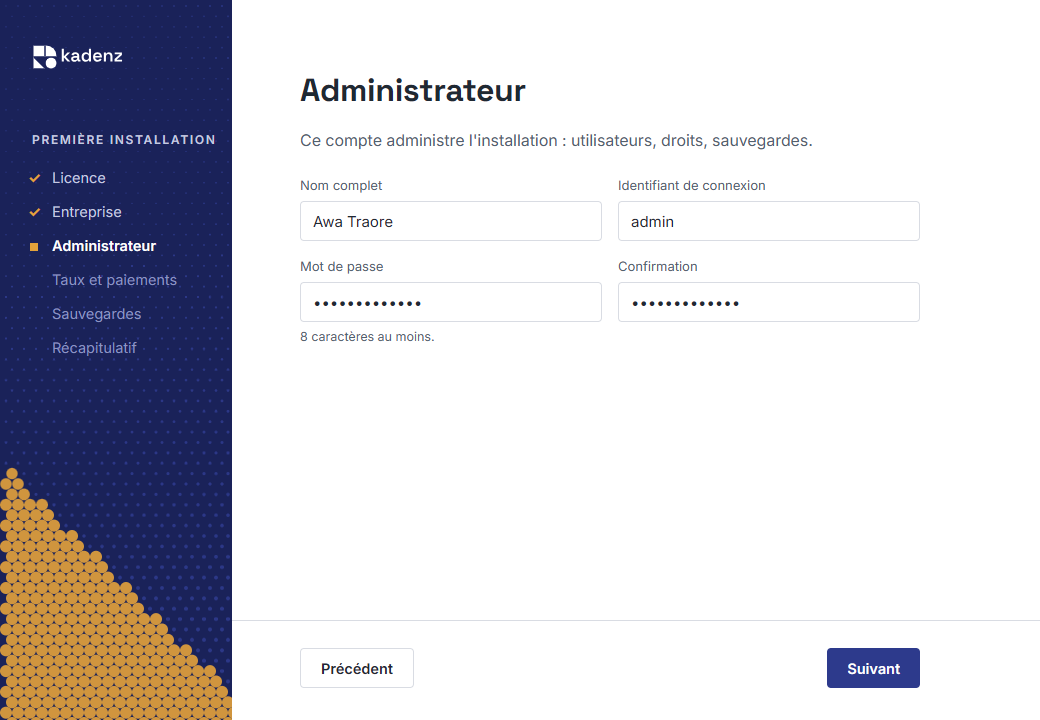 kadenz
PREMIÈRE INSTALLATION
Licence
Entreprise
Administrateur
Taux et paiements
Sauvegardes
Récapitulatif
Administrateur
Ce compte administre l'installation : utilisateurs, droits, sauvegardes.
Nom complet
Identifiant de connexion
Awa Traore
admin
Mot de passe
Confirmation
•••••••••••••
•••••••••••••
8 caractères au moins.
Précédent
Suivant